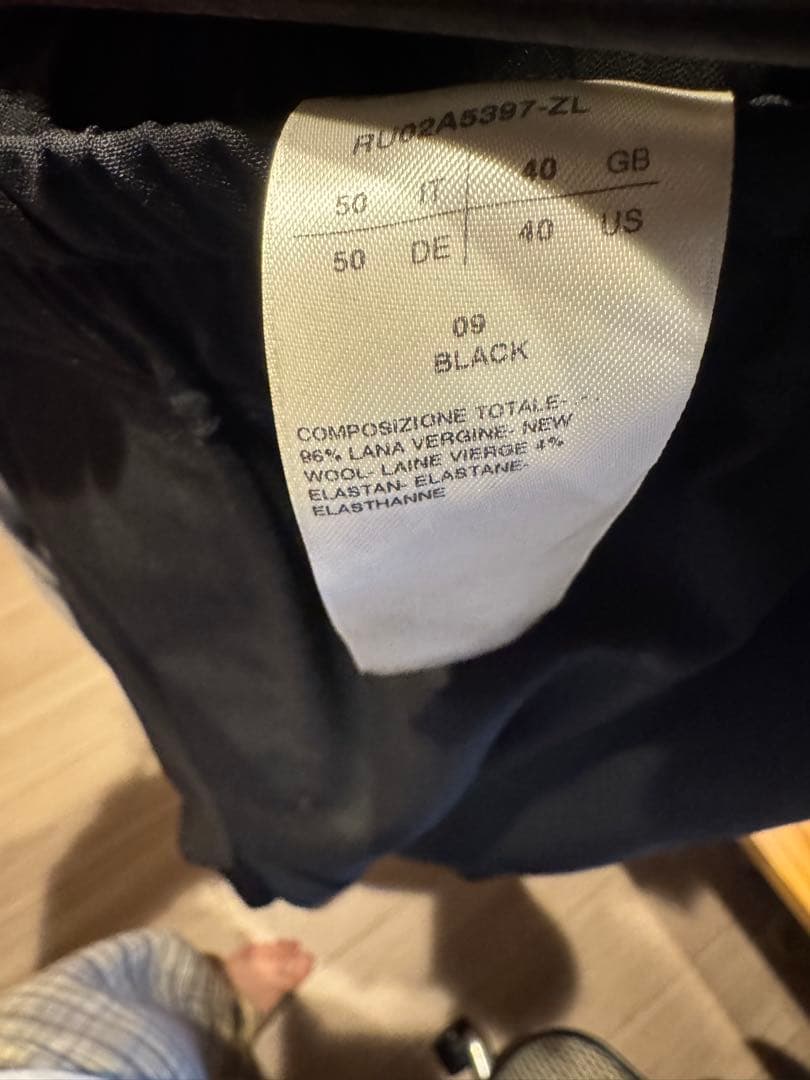 RU02A5397-ZL
50 IT 40 GB
50 DE 40 US
09
BLACK
COMPOSIZIONE TOTALE-
96% LANA VERGINE- NEW
WOOL- LAINE VIERGE 4%
ELASTAN- ELASTANE-
ELASTHANNE